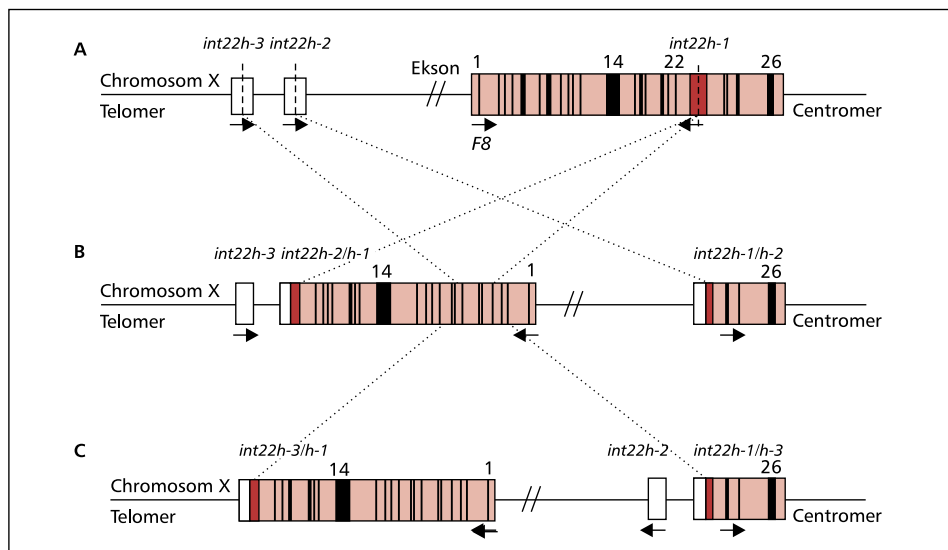 A
int22h-3 int22h-2 int22h-1
Ekson 1 14 22 26
Chromosom X
Telomer
Centromer
F8
B
int22h-3 int22h-2/h-1 int22h-1/h-2
14 1 26
Chromosom X
Telomer
Centromer
C
int22h-3/h-1 int22h-2 int22h-1/h-3
14 1 26
Chromosom X
Telomer
Centromer